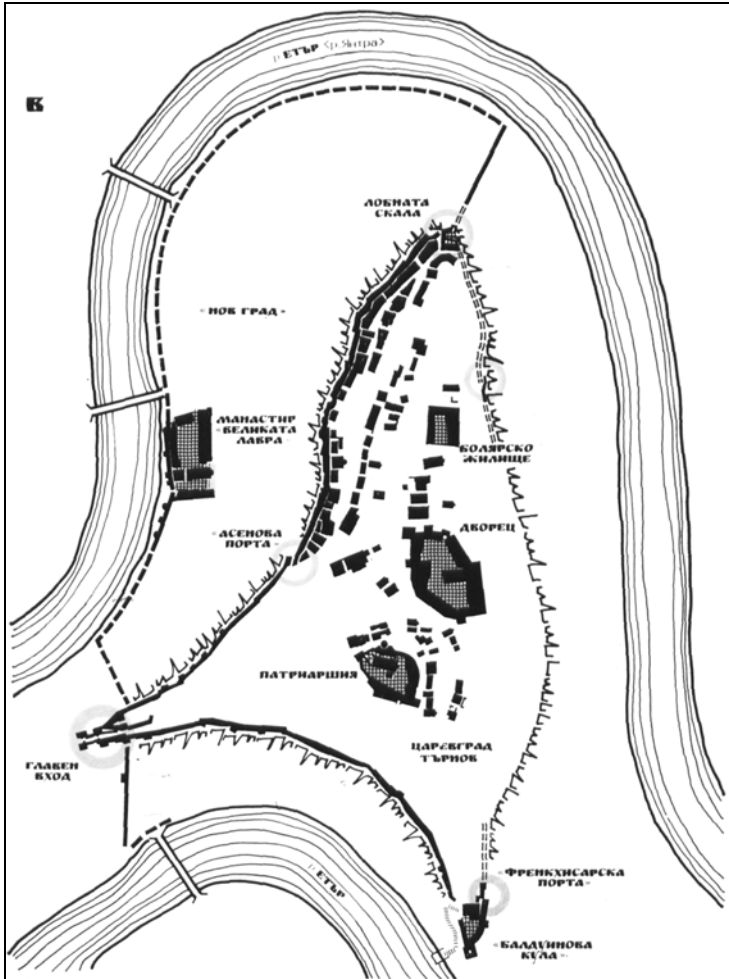 р ЕТЪР <р.Янтра>
Б
ЛОБНАТА
СКАЛА
- НОВ ГРАД -
МАНАСТИР
- ВЕЛИКАТА
ЛАВРА -
БОЛЯРСКО
ЖИЛИЩЕ
- АСЕНОВА
ПОРТА -
ДВОРЕЦ
ПАТРИАРШИЯ
ЦАРЕВГРАД
ТЪРНОВ
ГЛАВЕН
ВХОД
р ЕТЪР
- ФРЕНКХИСАРСКА
ПОРТА -
- БАЛДУИНОВА
КУЛА -